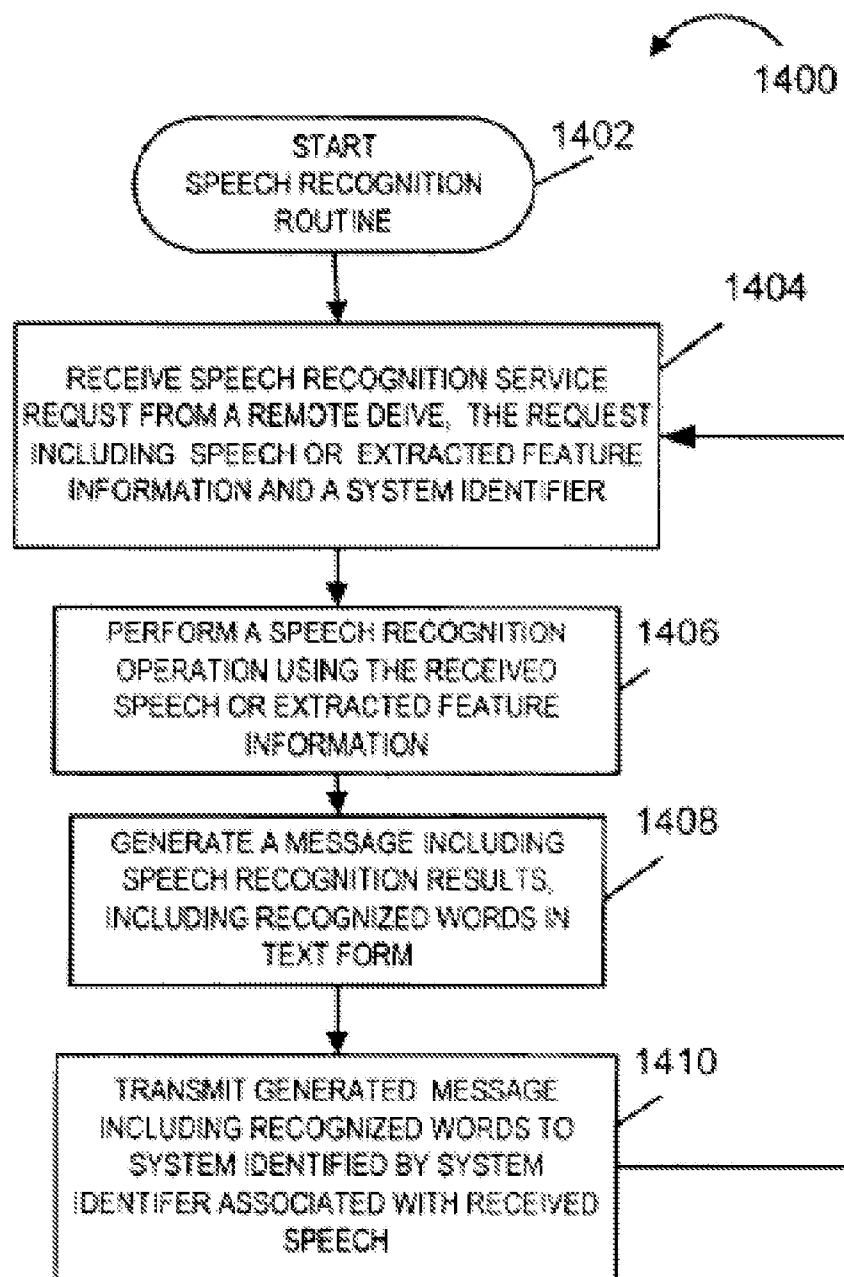 1400
START
SPEECH RECOGNITION
ROUTINE
1402
1404
RECEIVE SPEECH RECOGNITION SERVICE
REQUST FROM A REMOTE DEIVE, THE REQUEST
INCLUDING SPEECH OR EXTRACTED FEATURE
INFORMATION AND A SYSTEM IDENTIFIER
1406
PERFORM A SPEECH RECOGNITION
OPERATION USING THE RECEIVED
SPEECH OR EXTRACTED FEATURE
INFORMATION
1408
GENERATE A MESSAGE INCLUDING
SPEECH RECOGNITION RESULTS,
INCLUDING RECOGNIZED WORDS IN
TEXT FORM
1410
TRANSMIT GENERATED MESSAGE
INCLUDING RECOGNIZED WORDS TO
SYSTEM IDENTIFIED BY SYSTEM
IDENTIFER ASSOCIATED WITH RECEIVED
SPEECH